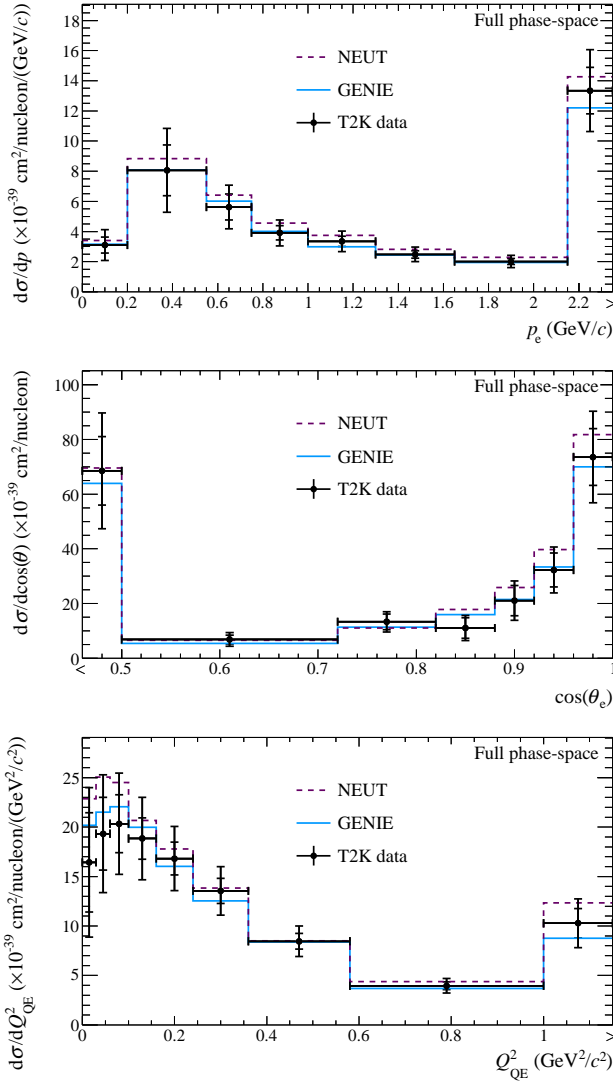 dσ/dp (×10⁻³⁹ cm²/nucleon/(GeV/c))
Full phase-space
NEUT
GENIE
T2K data
18
16
14
12
10
8
6
4
2
0
0 0.2 0.4 0.6 0.8 1 1.2 1.4 1.6 1.8 2 2.2 >
pₑ (GeV/c)
dσ/dcos(θ) (×10⁻³⁹ cm²/nucleon)
Full phase-space
NEUT
GENIE
T2K data
100
80
60
40
20
0
< 0.5 0.6 0.7 0.8 0.9 1
cos(θₑ)
dσ/dQ²_QE (×10⁻³⁹ cm²/nucleon/(GeV²/c²))
Full phase-space
NEUT
GENIE
T2K data
25
20
15
10
5
0
0 0.2 0.4 0.6 0.8 1 >
Q²_QE (GeV²/c²)